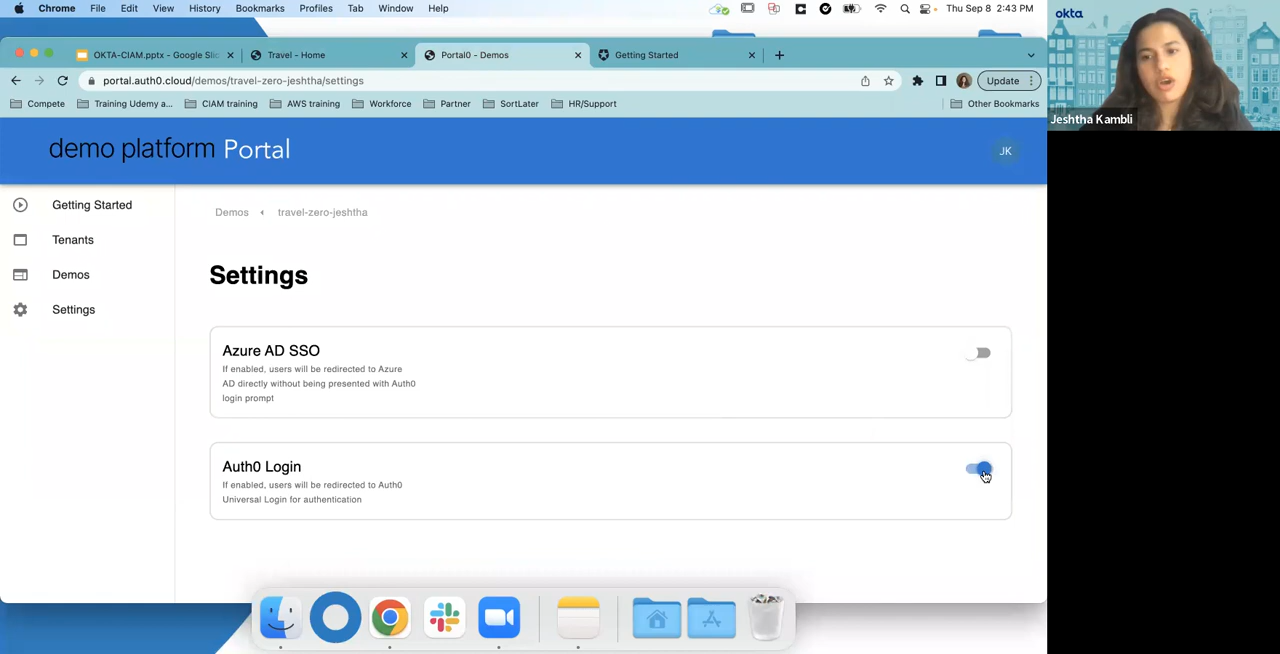 Chrome File Edit View History Bookmarks Profiles Tab Window Help Thu Sep 8 2:43 PM
OKTA-CIAM.pptx - Google Slic Travel - Home Portal0 - Demos Getting Started
portal.auth0.cloud/demos/travel-zero-jeshtha/settings Update
Compete Training Udemy a... CIAM training AWS training Workforce Partner SortLater HR/Support Other Bookmarks
okta
Jeshtha Kambli
demo platform Portal JK
Getting Started
Tenants
Demos
Settings
Demos travel-zero-jeshtha
Settings
Azure AD SSO
If enabled, users will be redirected to Azure
AD directly without being presented with Auth0
login prompt
Auth0 Login
If enabled, users will be redirected to Auth0
Universal Login for authentication